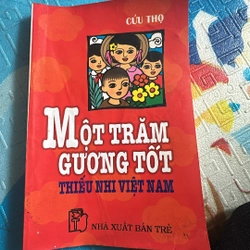 CỬU THỌ
MỘT TRĂM
GƯƠNG TỐT
THIẾU NHI VIỆT NAM
NHÀ XUẤT BẢN TRẺ